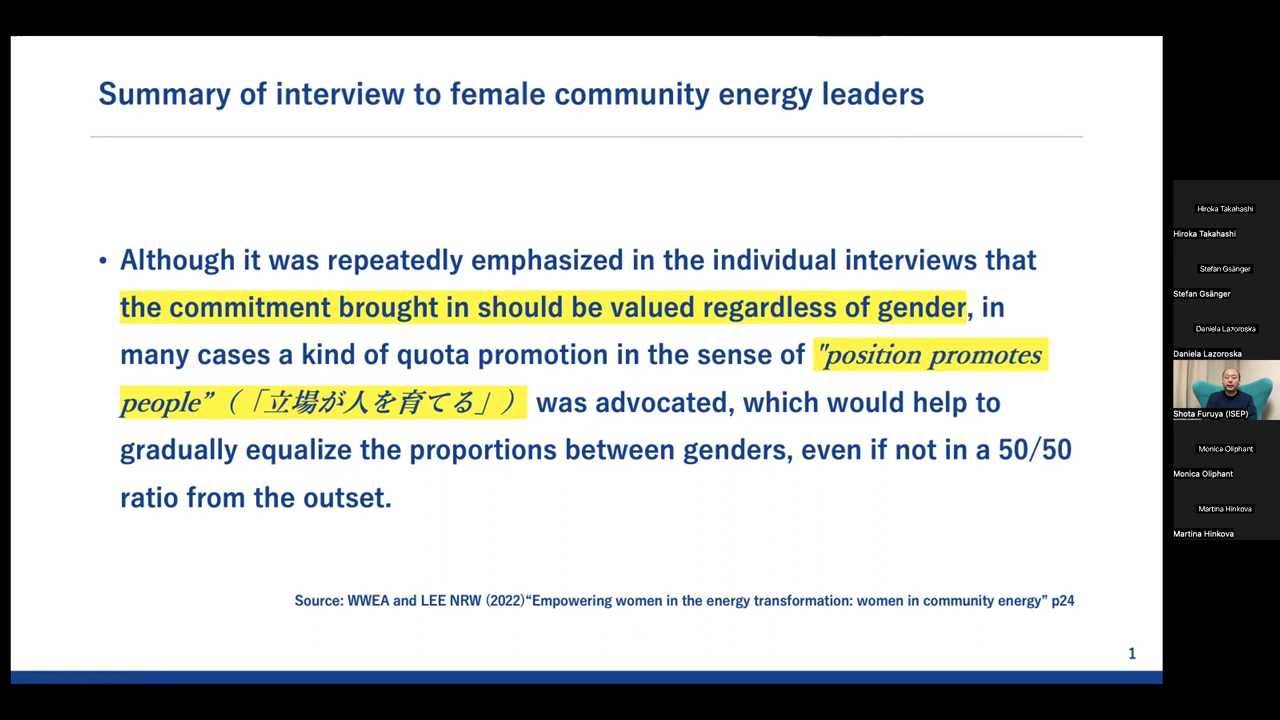 Summary of interview to female community energy leaders
• Although it was repeatedly emphasized in the individual interviews that
the commitment brought in should be valued regardless of gender, in
many cases a kind of quota promotion in the sense of "position promotes
people”（「立場が人を育てる」） was advocated, which would help to
gradually equalize the proportions between genders, even if not in a 50/50
ratio from the outset.
Source: WWEA and LEE NRW (2022)“Empowering women in the energy transformation: women in community energy” p24
1
Hiroka Takahashi
Hiroka Takahashi
Stefan Gsänger
Stefan Gsänger
Daniela Lazoroska
Daniela Lazoroska
Shota Furuya (ISEP)
Monica Oliphant
Monica Oliphant
Martina Hinkova
Martina Hinkova